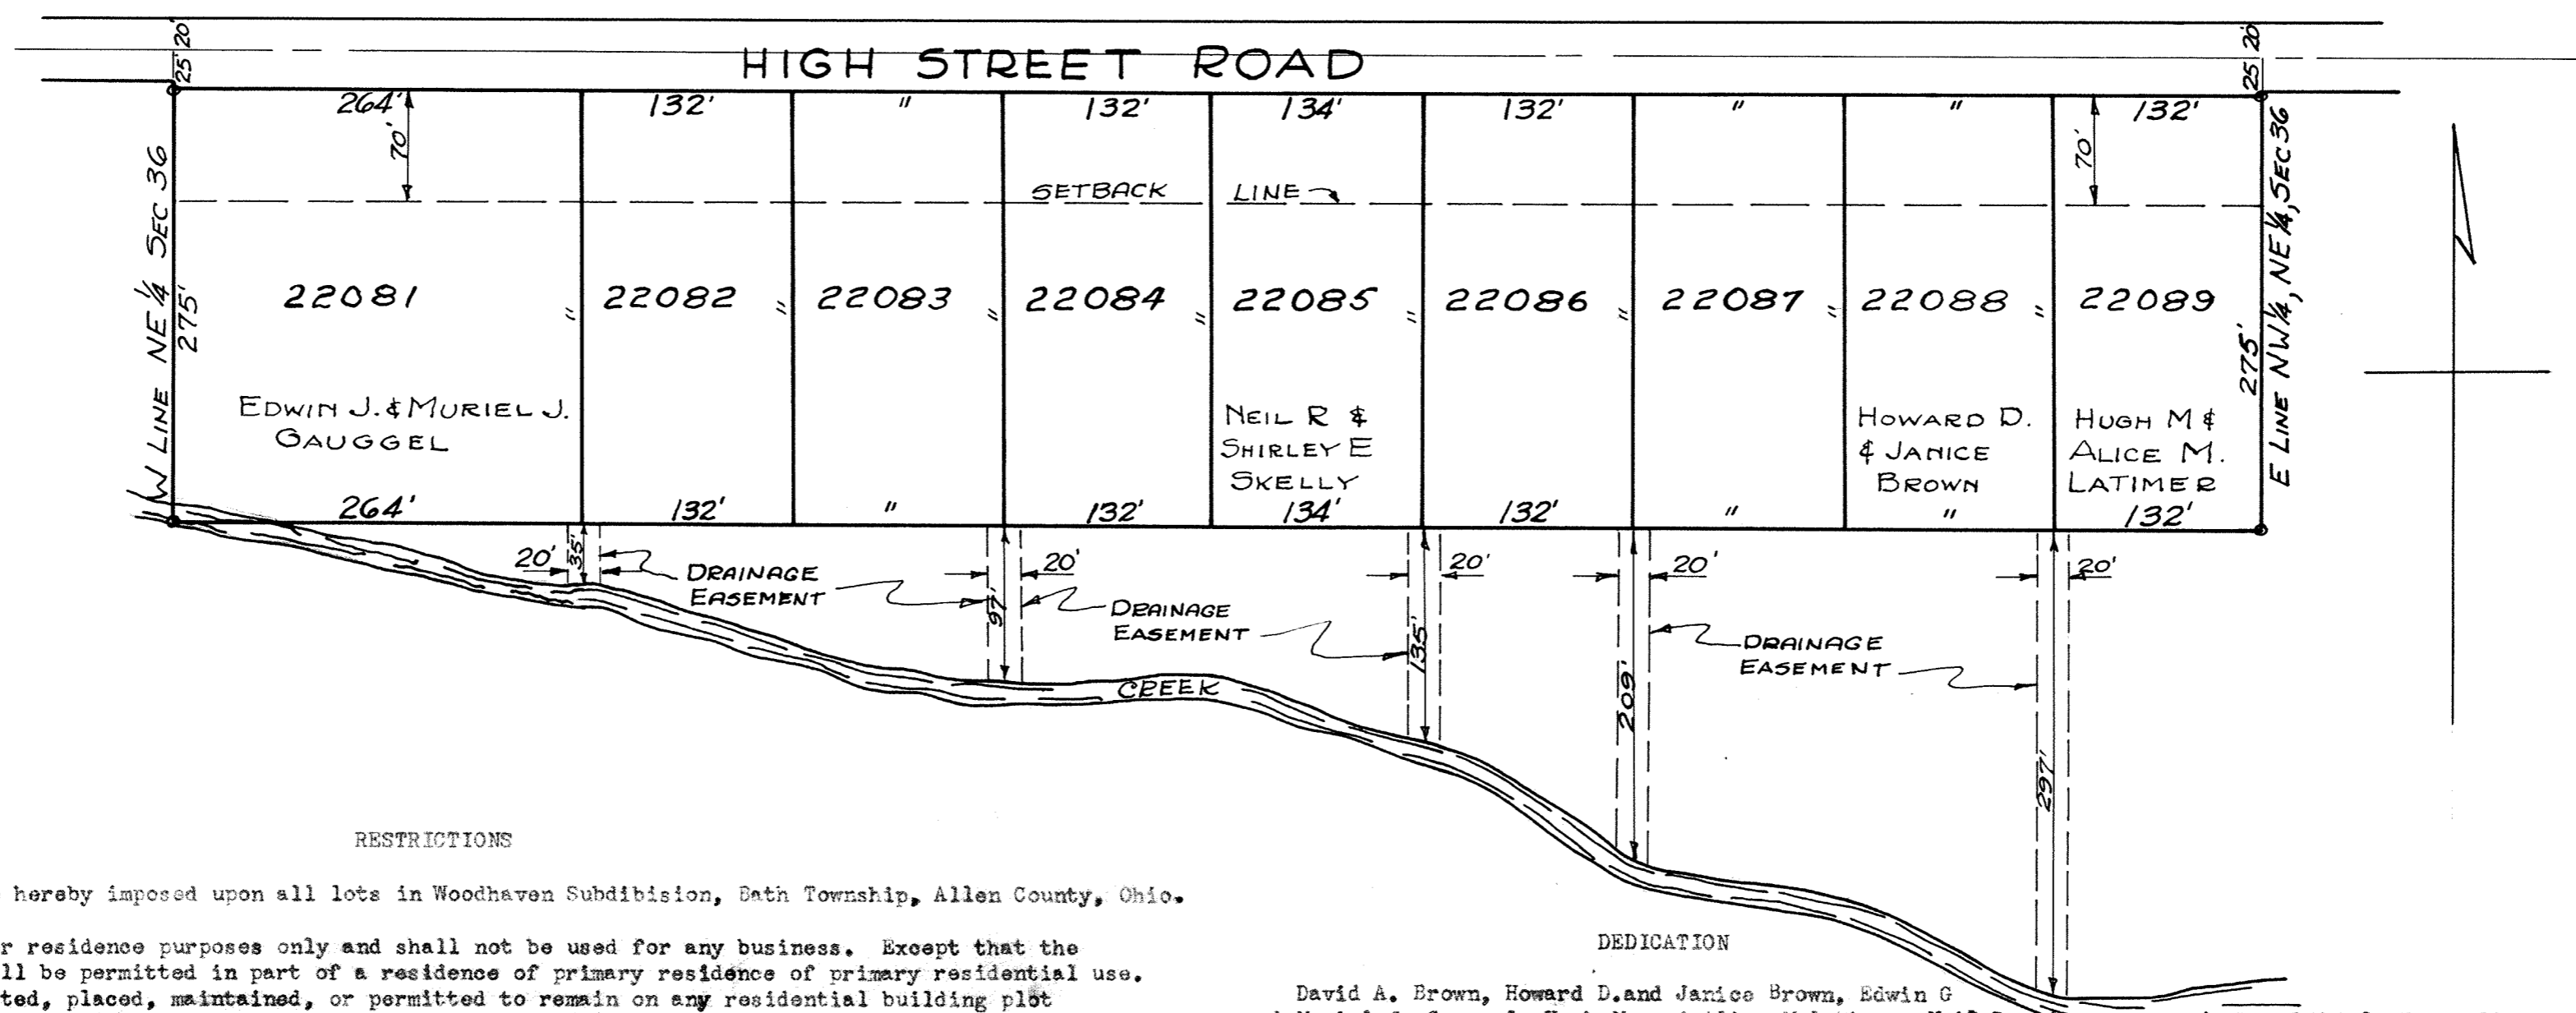 20'
25'
HIGH STREET ROAD
20'
25
264' 132' " 132' 134' 132' " " 132'
70'
70'
SETBACK LINE
W LINE NE ¼ SEC 36
275'
22081 " 22082 " 22083 " 22084 " 22085 " 22086 " 22087 " 22088 " 22089
275'
E LINE NW¼, NE¼, SEC 36
EDWIN J. & MURIEL J.
GAUGGEL
NEIL R &
SHIRLEY E
SKELLY
HOWARD D.
& JANICE
BROWN
HUGH M &
ALICE M.
LATIMER
264' 132' " 132' 134' 132' " " 132'
20' 35' 20' 20' 20' 20'
DRAINAGE
EASEMENT
97'
DRAINAGE
EASEMENT
135'
DRAINAGE
EASEMENT
209'
297'
CREEK
RESTRICTIONS
hereby imposed upon all lots in Woodhaven Subdibision, Bath Township, Allen County, Ohio.
r residence purposes only and shall not be used for any business. Except that the
ll be permitted in part of a residence of primary residence of primary residential use.
ted, placed, maintained, or permitted to remain on any residential building plot
DEDICATION
David A. Brown, Howard D.and Janice Brown, Edwin G